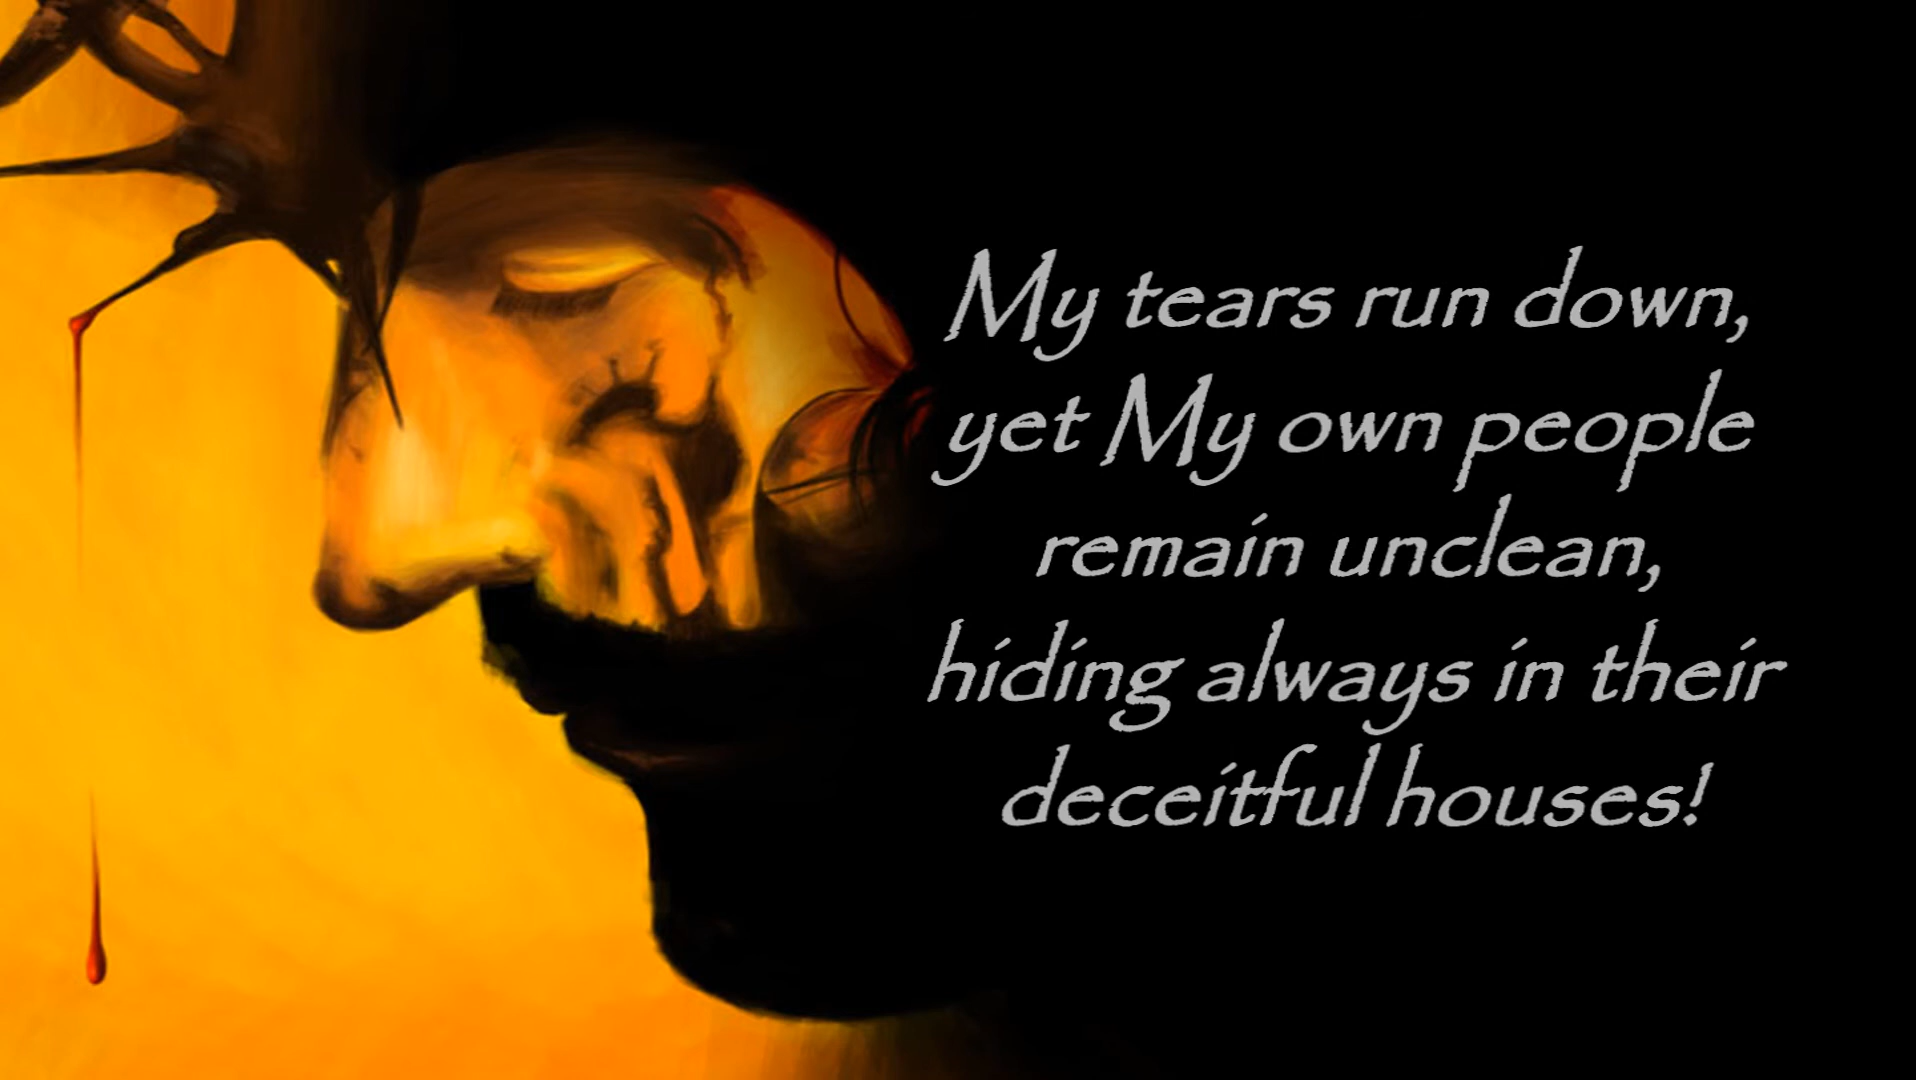 My tears run down,
yet My own people
remain unclean,
hiding always in their
deceitful houses!